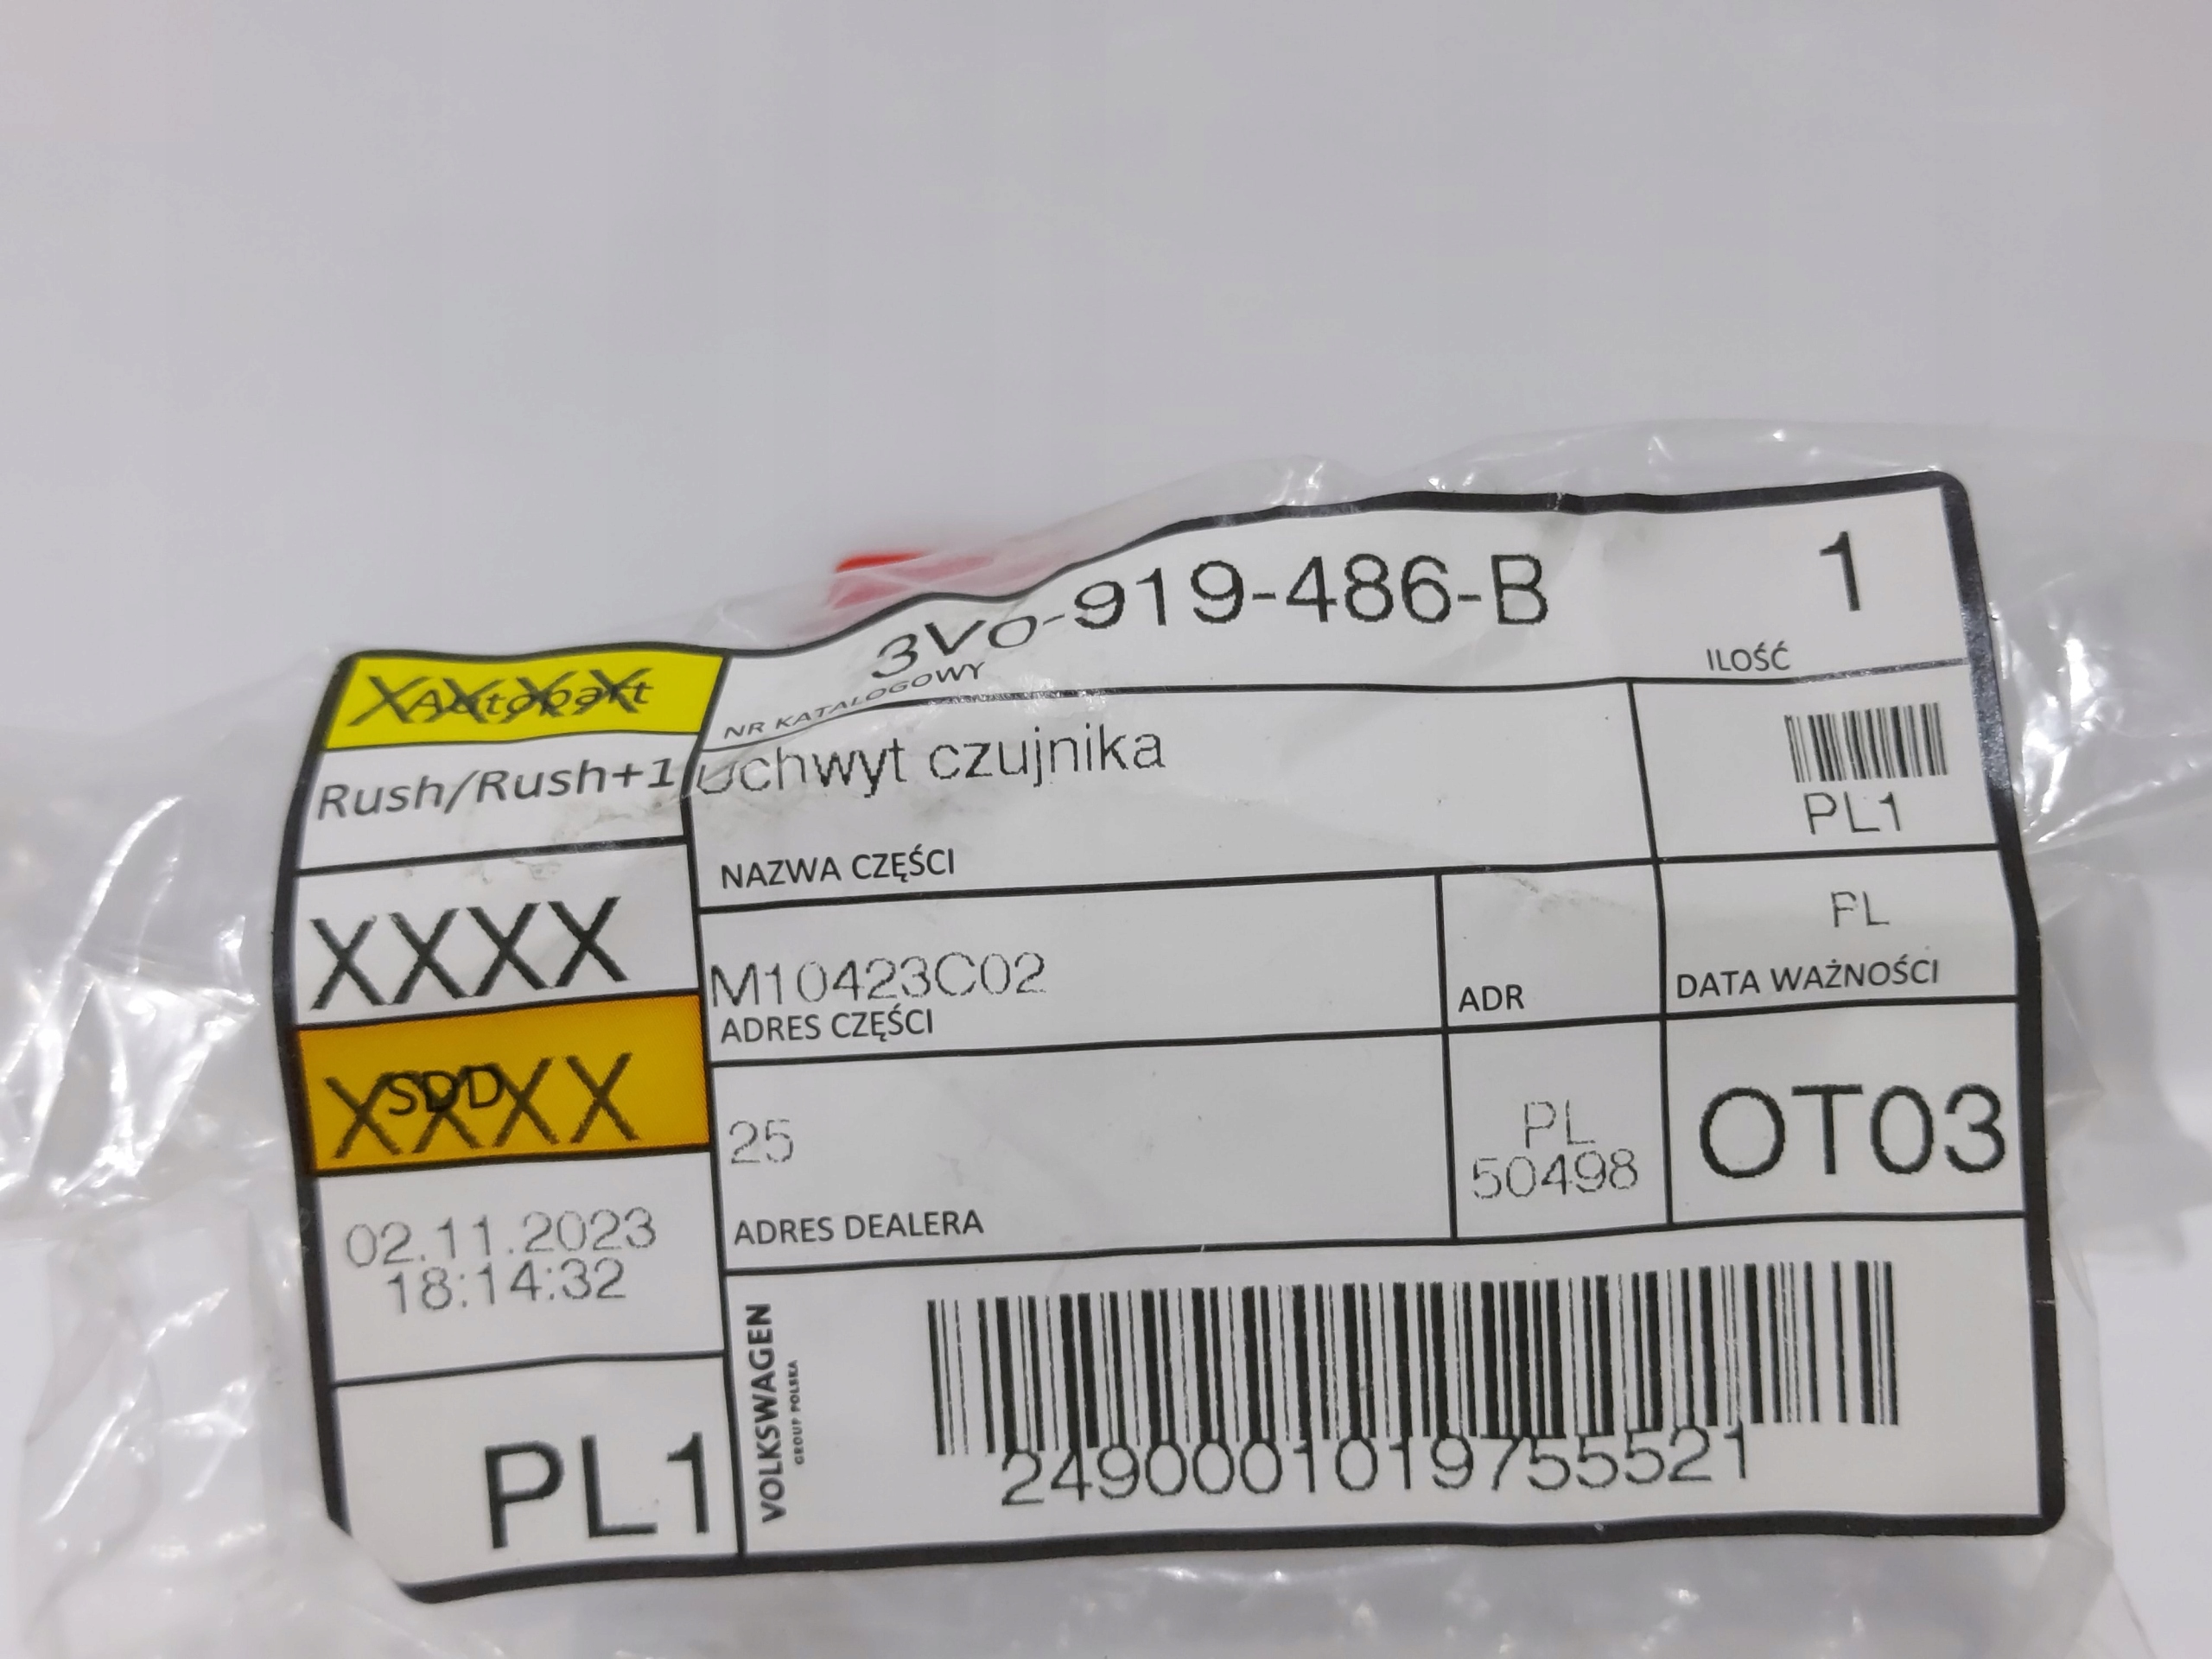 3V0-919-486-B
1
NR KATALOGOWY
ILOŚĆ
XXXX
Autopart
Rush/Rush+1
Uchwyt czujnika
PL1
NAZWA CZĘŚCI
XXXX
M10423C02
ADRES CZĘŚCI
ADR
PL
DATA WAŻNOŚCI
XXXX
SDD
25
ADRES DEALERA
PL
50498
OT03
02.11.2023
18:14:32
PL1
VOLKSWAGEN
GROUP POLSKA
2490001019755521